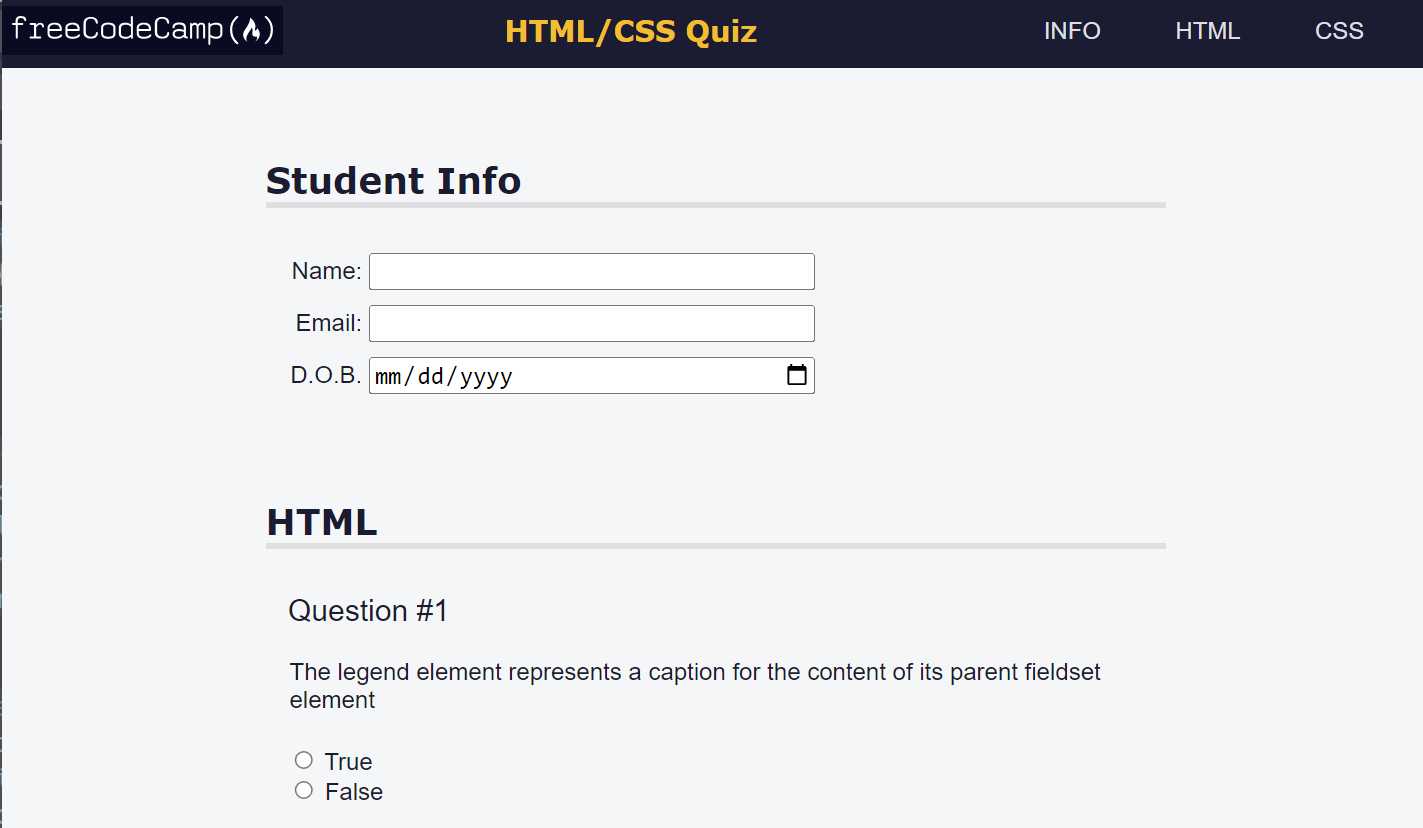 freeCodeCamp(🔥)
HTML/CSS Quiz
INFO
HTML
CSS
Student Info
Name:
Email:
D.O.B. mm/dd/yyyy
HTML
Question #1
The legend element represents a caption for the content of its parent fieldset
element
True
False